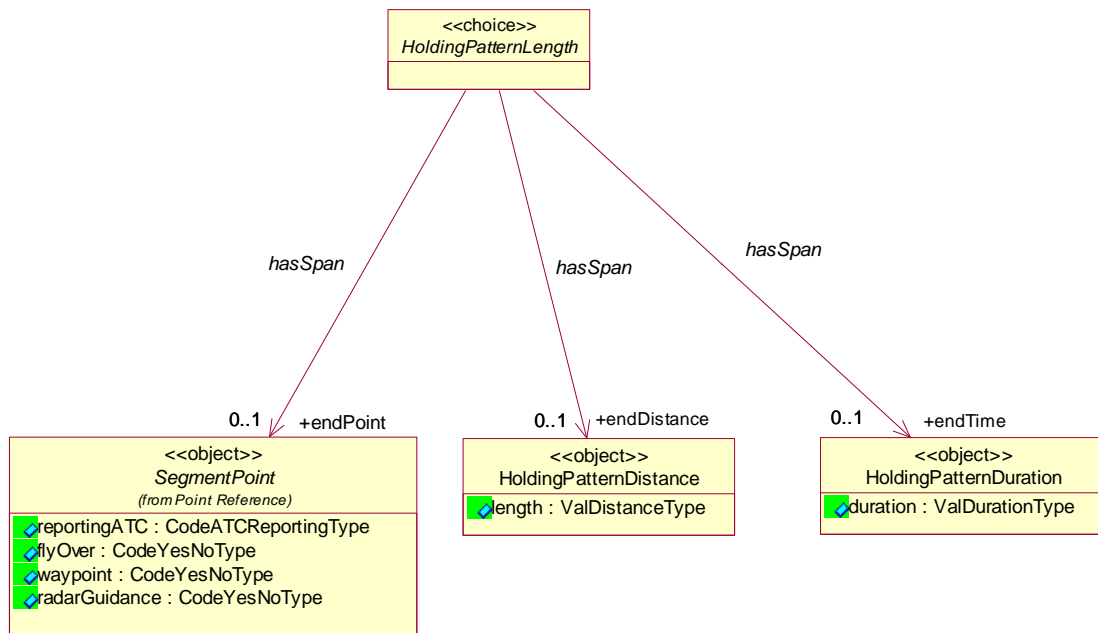 <<choice>>
HoldingPatternLength
hasSpan
hasSpan
hasSpan
0..1
+endPoint
0..1
+endDistance
0..1
+endTime
<<object>>
SegmentPoint
(from Point Reference)
reportingATC : CodeATCReportingType
flyOver : CodeYesNoType
waypoint : CodeYesNoType
radarGuidance : CodeYesNoType
<<object>>
HoldingPatternDistance
length : ValDistanceType
<<object>>
HoldingPatternDuration
duration : ValDurationType